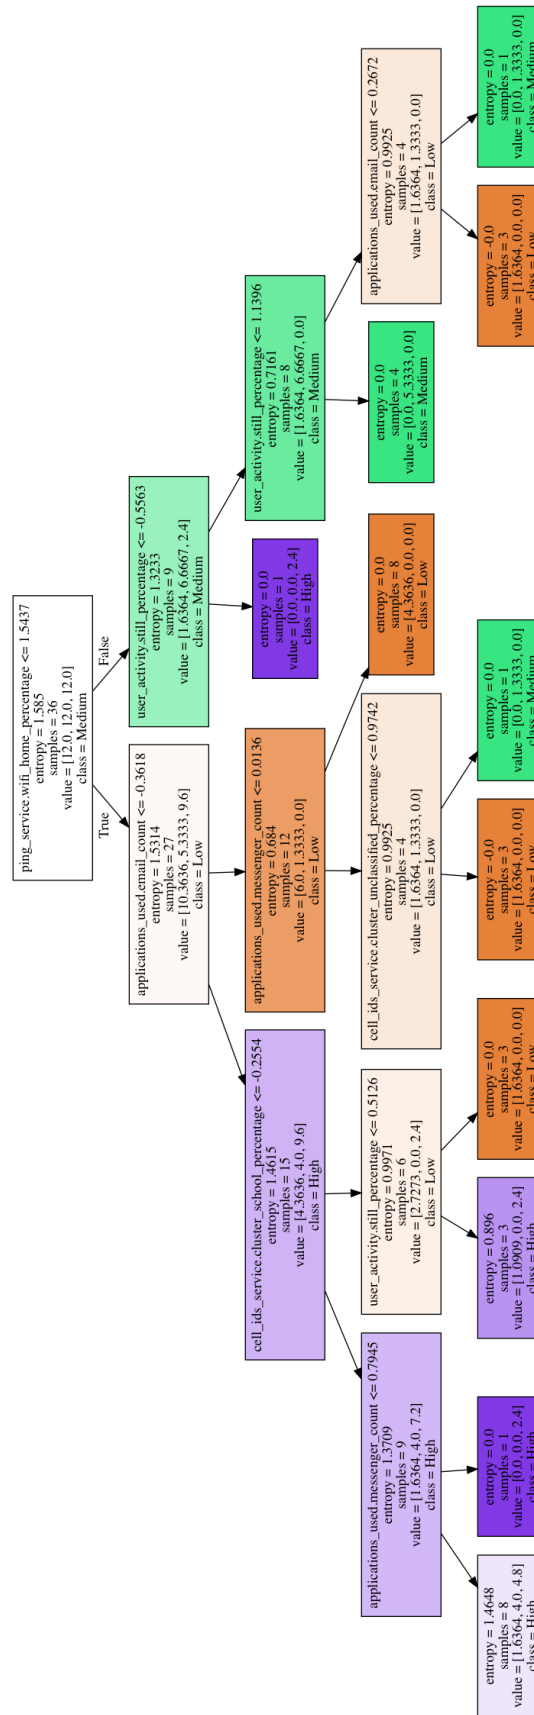 ping_service.wifi_home_percentage <= 1.5437
entropy = 1.585
samples = 36
value = [12.0, 12.0, 12.0]
class = Medium
True
False
applications_used.email_count <= -0.3618
entropy = 1.5314
samples = 27
value = [10.3636, 5.3333, 9.6]
class = Low
user_activity.still_percentage <= -0.5563
entropy = 1.3233
samples = 9
value = [1.6364, 6.6667, 2.4]
class = Medium
cell_ids_service.cluster_school_percentage <= -0.2554
entropy = 1.4615
samples = 15
value = [4.3636, 4.0, 9.6]
class = High
applications_used.messenger_count <= 0.0136
entropy = 0.684
samples = 12
value = [6.0, 1.3333, 0.0]
class = Low
entropy = 0.0
samples = 1
value = [0.0, 0.0, 2.4]
class = High
user_activity.still_percentage <= 1.1396
entropy = 0.7161
samples = 8
value = [1.6364, 6.6667, 0.0]
class = Medium
applications_used.messenger_count <= 0.7945
entropy = 1.3709
samples = 9
value = [1.6364, 4.0, 7.2]
class = High
user_activity.still_percentage <= 0.5126
entropy = 0.9971
samples = 6
value = [2.7273, 0.0, 2.4]
class = Low
cell_ids_service.cluster_unclassified_percentage <= 0.9742
entropy = 0.9925
samples = 4
value = [1.6364, 1.3333, 0.0]
class = Low
entropy = 0.0
samples = 8
value = [4.3636, 0.0, 0.0]
class = Low
entropy = 0.0
samples = 4
value = [0.0, 5.3333, 0.0]
class = Medium
applications_used.email_count <= 0.2672
entropy = 0.9925
samples = 4
value = [1.6364, 1.3333, 0.0]
class = Low
entropy = 1.4648
samples = 8
value = [1.6364, 4.0, 4.8]
class = High
entropy = 0.0
samples = 1
value = [0.0, 0.0, 2.4]
class = High
entropy = 0.896
samples = 3
value = [1.0909, 0.0, 2.4]
class = High
entropy = 0.0
samples = 3
value = [1.6364, 0.0, 0.0]
class = Low
entropy = -0.0
samples = 3
value = [1.6364, 0.0, 0.0]
class = Low
entropy = 0.0
samples = 1
value = [0.0, 1.3333, 0.0]
class = Medium
entropy = -0.0
samples = 3
value = [1.6364, 0.0, 0.0]
class = Low
entropy = 0.0
samples = 1
value = [0.0, 1.3333, 0.0]
class = Medium